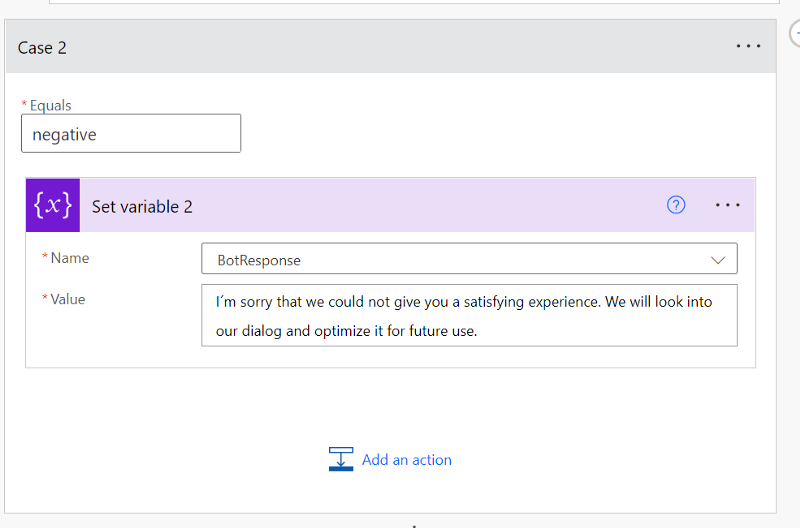 Case 2
* Equals
negative
{x} Set variable 2
* Name
BotResponse
* Value
I´m sorry that we could not give you a satisfying experience. We will look into
our dialog and optimize it for future use.
Add an action